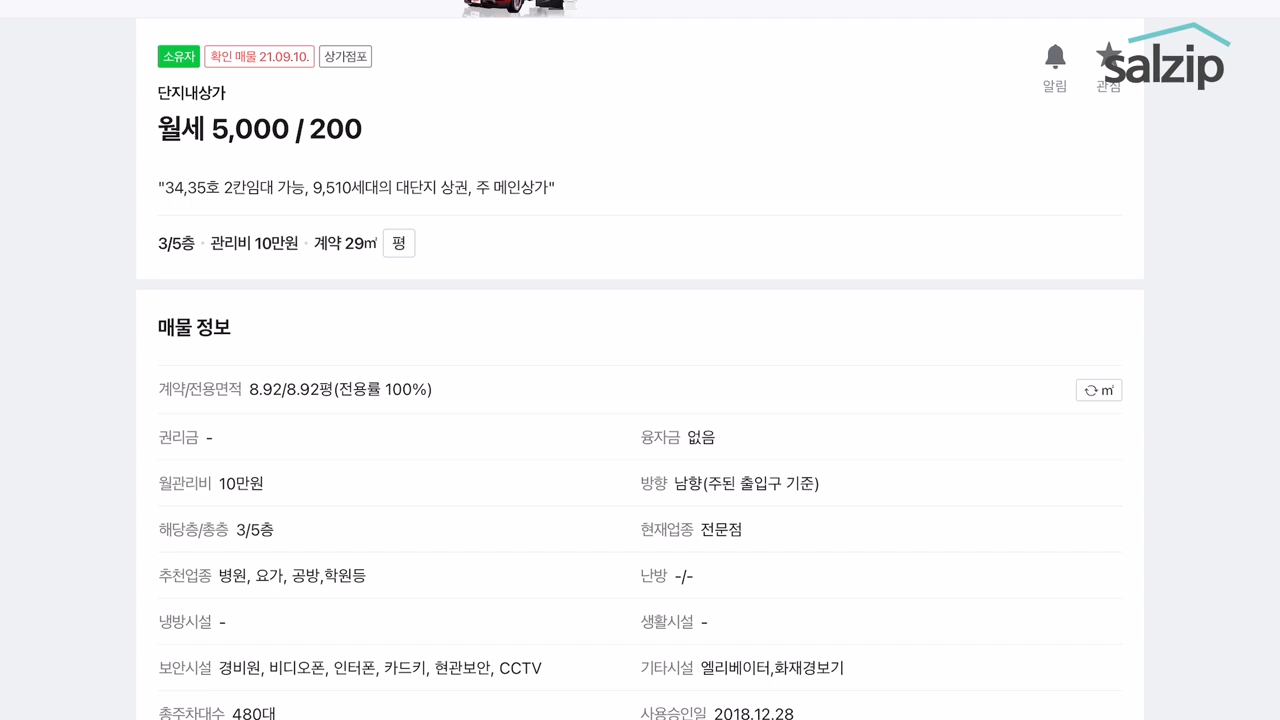 소유자 확인 매물 21.09.10. 상가점포
알림
관심
salzip
단지내상가
월세 5,000 / 200
"34,35호 2칸임대 가능, 9,510세대의 대단지 상권, 주 메인상가"
3/5층 · 관리비 10만원 · 계약 29㎡ 평
매물 정보
계약/전용면적 8.92/8.92평(전용률 100%)
㎡
권리금 -
융자금 없음
월관리비 10만원
방향 남향(주된 출입구 기준)
해당층/총층 3/5층
현재업종 전문점
추천업종 병원, 요가, 공방,학원등
난방 -/-
냉방시설 -
생활시설 -
보안시설 경비원, 비디오폰, 인터폰, 카드키, 현관보안, CCTV
기타시설 엘리베이터,화재경보기
총주차대수 480대
사용승인일 2018.12.28